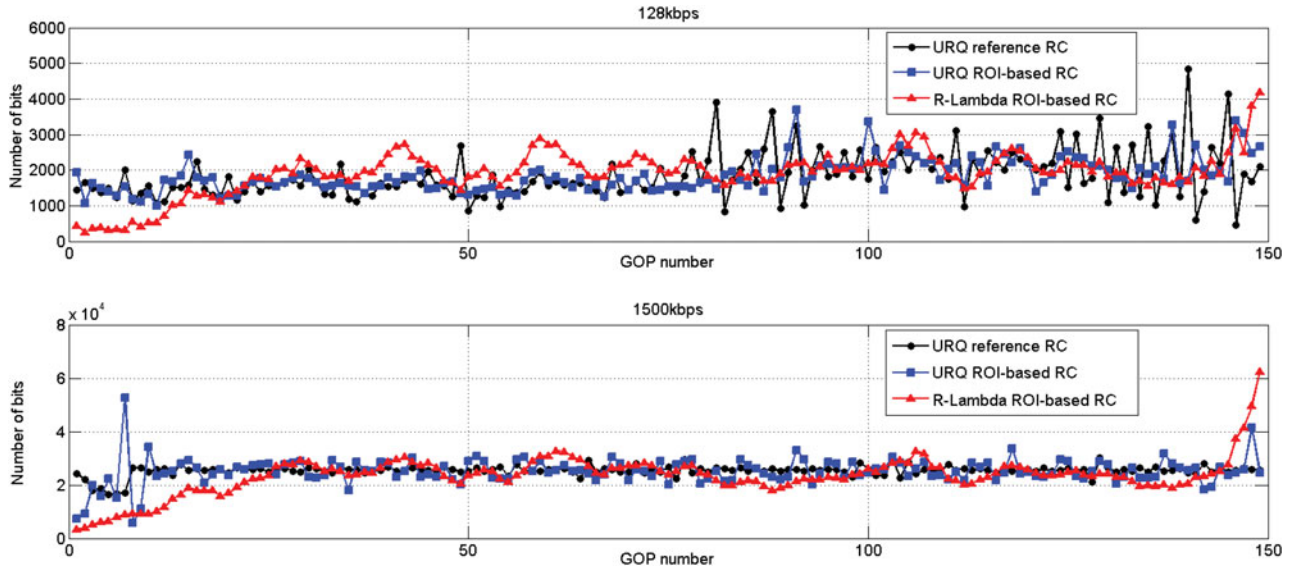 128kbps
6000
5000
4000
3000
2000
1000
0
Number of bits
URQ reference RC
URQ ROI-based RC
R-Lambda ROI-based RC
0
50
100
150
GOP number
1500kbps
x 10^4
8
6
4
2
0
Number of bits
URQ reference RC
URQ ROI-based RC
R-Lambda ROI-based RC
0
50
100
150
GOP number